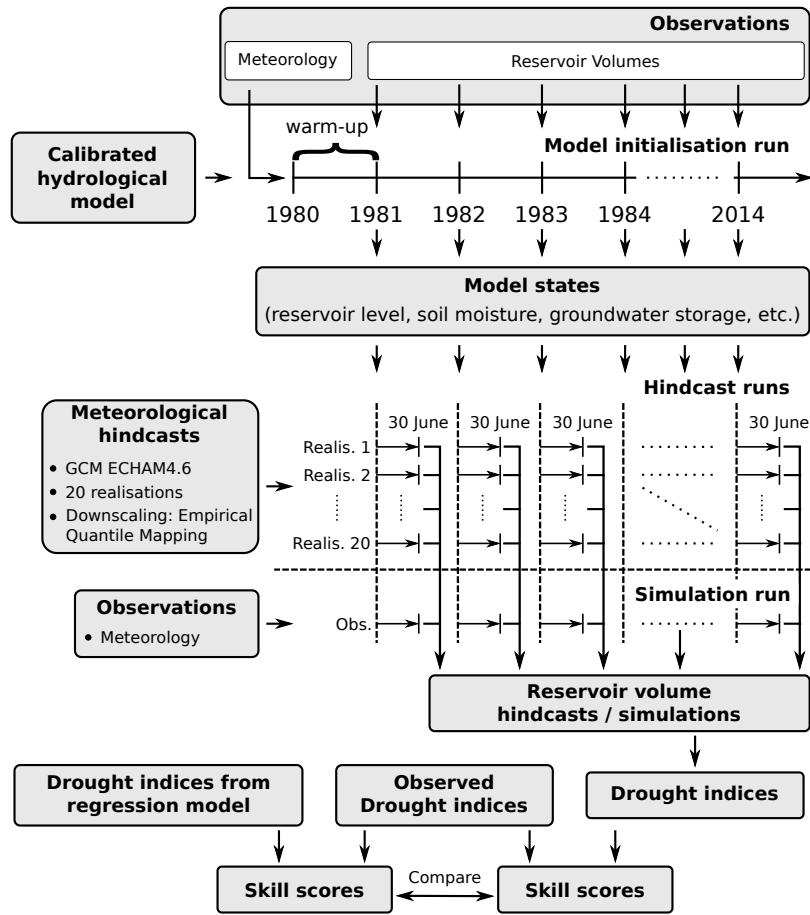 Observations
Meteorology
Reservoir Volumes
warm-up
Model initialisation run
Calibrated
hydrological
model
1980 1981 1982 1983 1984 2014
Model states
(reservoir level, soil moisture, groundwater storage, etc.)
Hindcast runs
Meteorological
hindcasts
• GCM ECHAM4.6
• 20 realisations
• Downscaling: Empirical
Quantile Mapping
30 June 30 June 30 June 30 June
Realis. 1
Realis. 2
Realis. 20
Simulation run
Observations
• Meteorology
Obs.
Reservoir volume
hindcasts / simulations
Drought indices from
regression model
Observed
Drought indices
Drought indices
Skill scores
Compare
Skill scores